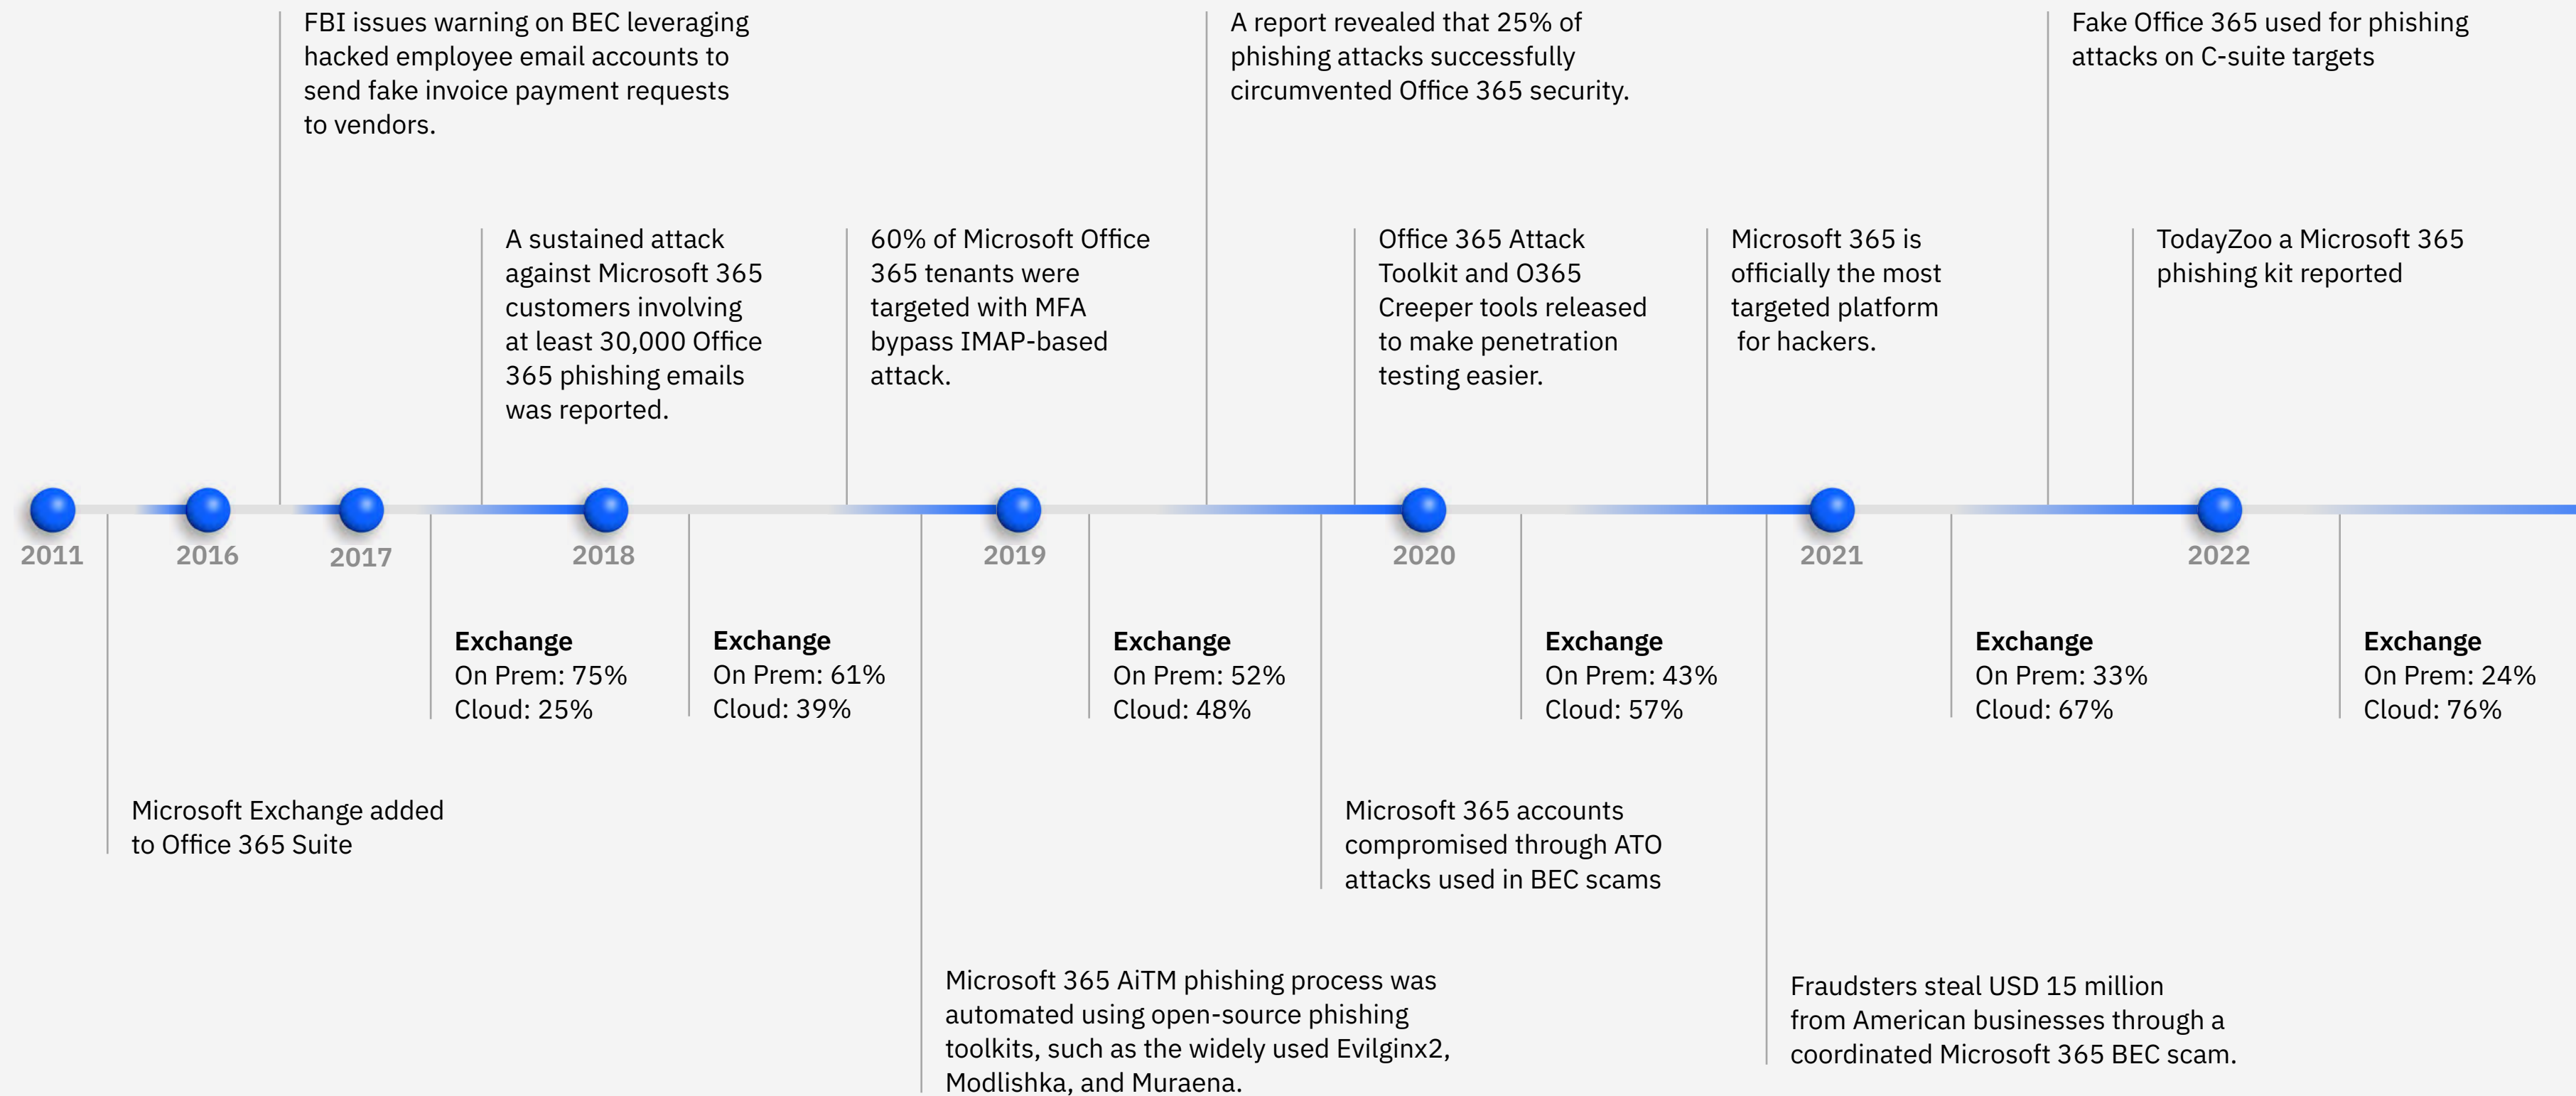 FBI issues warning on BEC leveraging
hacked employee email accounts to
send fake invoice payment requests
to vendors.
A report revealed that 25% of
phishing attacks successfully
circumvented Office 365 security.
Fake Office 365 used for phishing
attacks on C-suite targets
A sustained attack
against Microsoft 365
customers involving
at least 30,000 Office
365 phishing emails
was reported.
60% of Microsoft Office
365 tenants were
targeted with MFA
bypass IMAP-based
attack.
Office 365 Attack
Toolkit and O365
Creeper tools released
to make penetration
testing easier.
Microsoft 365 is
officially the most
targeted platform
for hackers.
TodayZoo a Microsoft 365
phishing kit reported
2011
2016
2017
2018
2019
2020
2021
2022
Exchange
On Prem: 75%
Cloud: 25%
Exchange
On Prem: 61%
Cloud: 39%
Exchange
On Prem: 52%
Cloud: 48%
Exchange
On Prem: 43%
Cloud: 57%
Exchange
On Prem: 33%
Cloud: 67%
Exchange
On Prem: 24%
Cloud: 76%
Microsoft Exchange added
to Office 365 Suite
Microsoft 365 accounts
compromised through ATO
attacks used in BEC scams
Microsoft 365 AiTM phishing process was
automated using open-source phishing
toolkits, such as the widely used Evilginx2,
Modlishka, and Muraena.
Fraudsters steal USD 15 million
from American businesses through a
coordinated Microsoft 365 BEC scam.